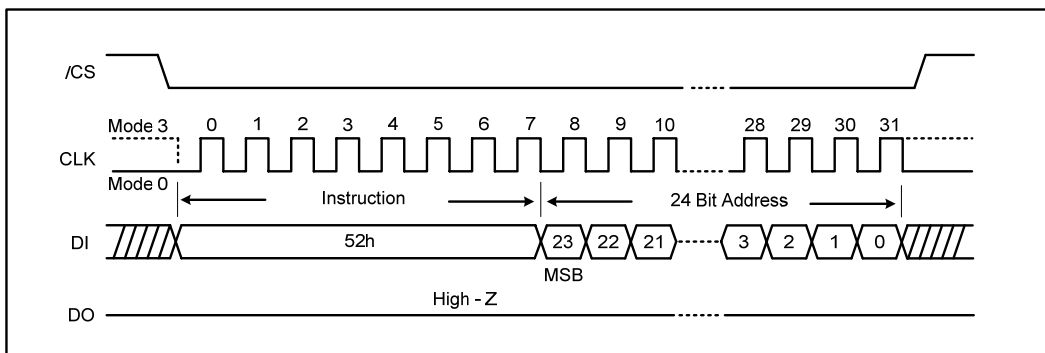 /CS
Mode 3 0 1 2 3 4 5 6 7 8 9 10 28 29 30 31
CLK
Mode 0
Instruction 24 Bit Address
DI 52h 23 22 21 3 2 1 0
MSB
High - Z
DO